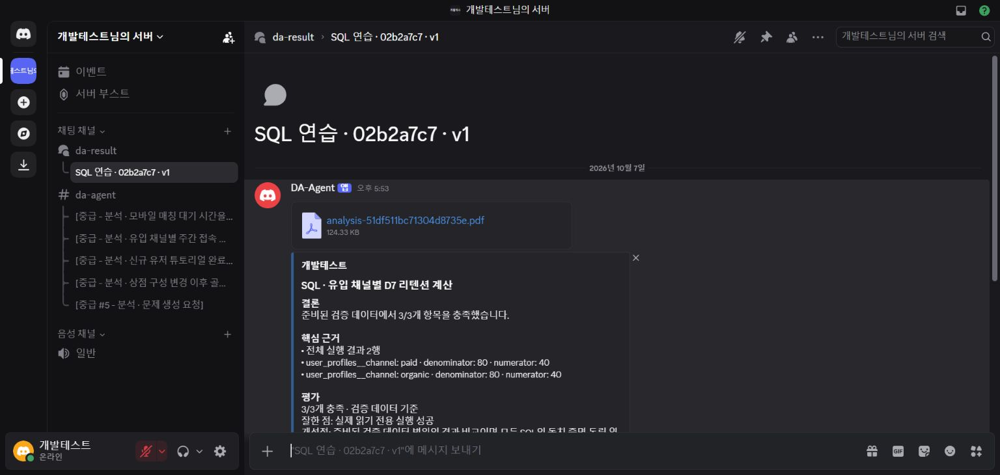 개발테스트님의 서버
개발테스트님의 서버
da-result › SQL 연습 · 02b2a7c7 · v1
개발테스트님의 서버 검색
테스트님의
이벤트
서버 부스트
채팅 채널
da-result
SQL 연습 · 02b2a7c7 · v1
da-agent
[중급 - 분석 · 모바일 매칭 대기 시간을...
[중급 - 분석 · 유입 채널별 주간 접속 ...
[중급 - 분석 · 신규 유저 튜토리얼 완료...
[중급 - 분석 · 상점 구성 변경 이후 골...
[중급 #5 - 분석 · 문제 생성 요청]
음성 채널
일반
개발테스트
온라인
SQL 연습 · 02b2a7c7 · v1
2026년 10월 7일
DA-Agent 앱 오후 5:53
analysis-51df511bc71304d8735e.pdf
124.33 KB
개발테스트
SQL · 유입 채널별 D7 리텐션 계산
결론
준비된 검증 데이터에서 3/3개 항목을 충족했습니다.
핵심 근거
• 전체 실행 결과 2행
• user_profiles__channel: paid · denominator: 80 · numerator: 40
• user_profiles__channel: organic · denominator: 80 · numerator: 40
평가
3/3개 충족 · 검증 데이터 기준
잘한 점: 실제 읽기 전용 실행 성공
"SQL 연습 · 02b2a7c7 · v1"에 메시지 보내기
GIF